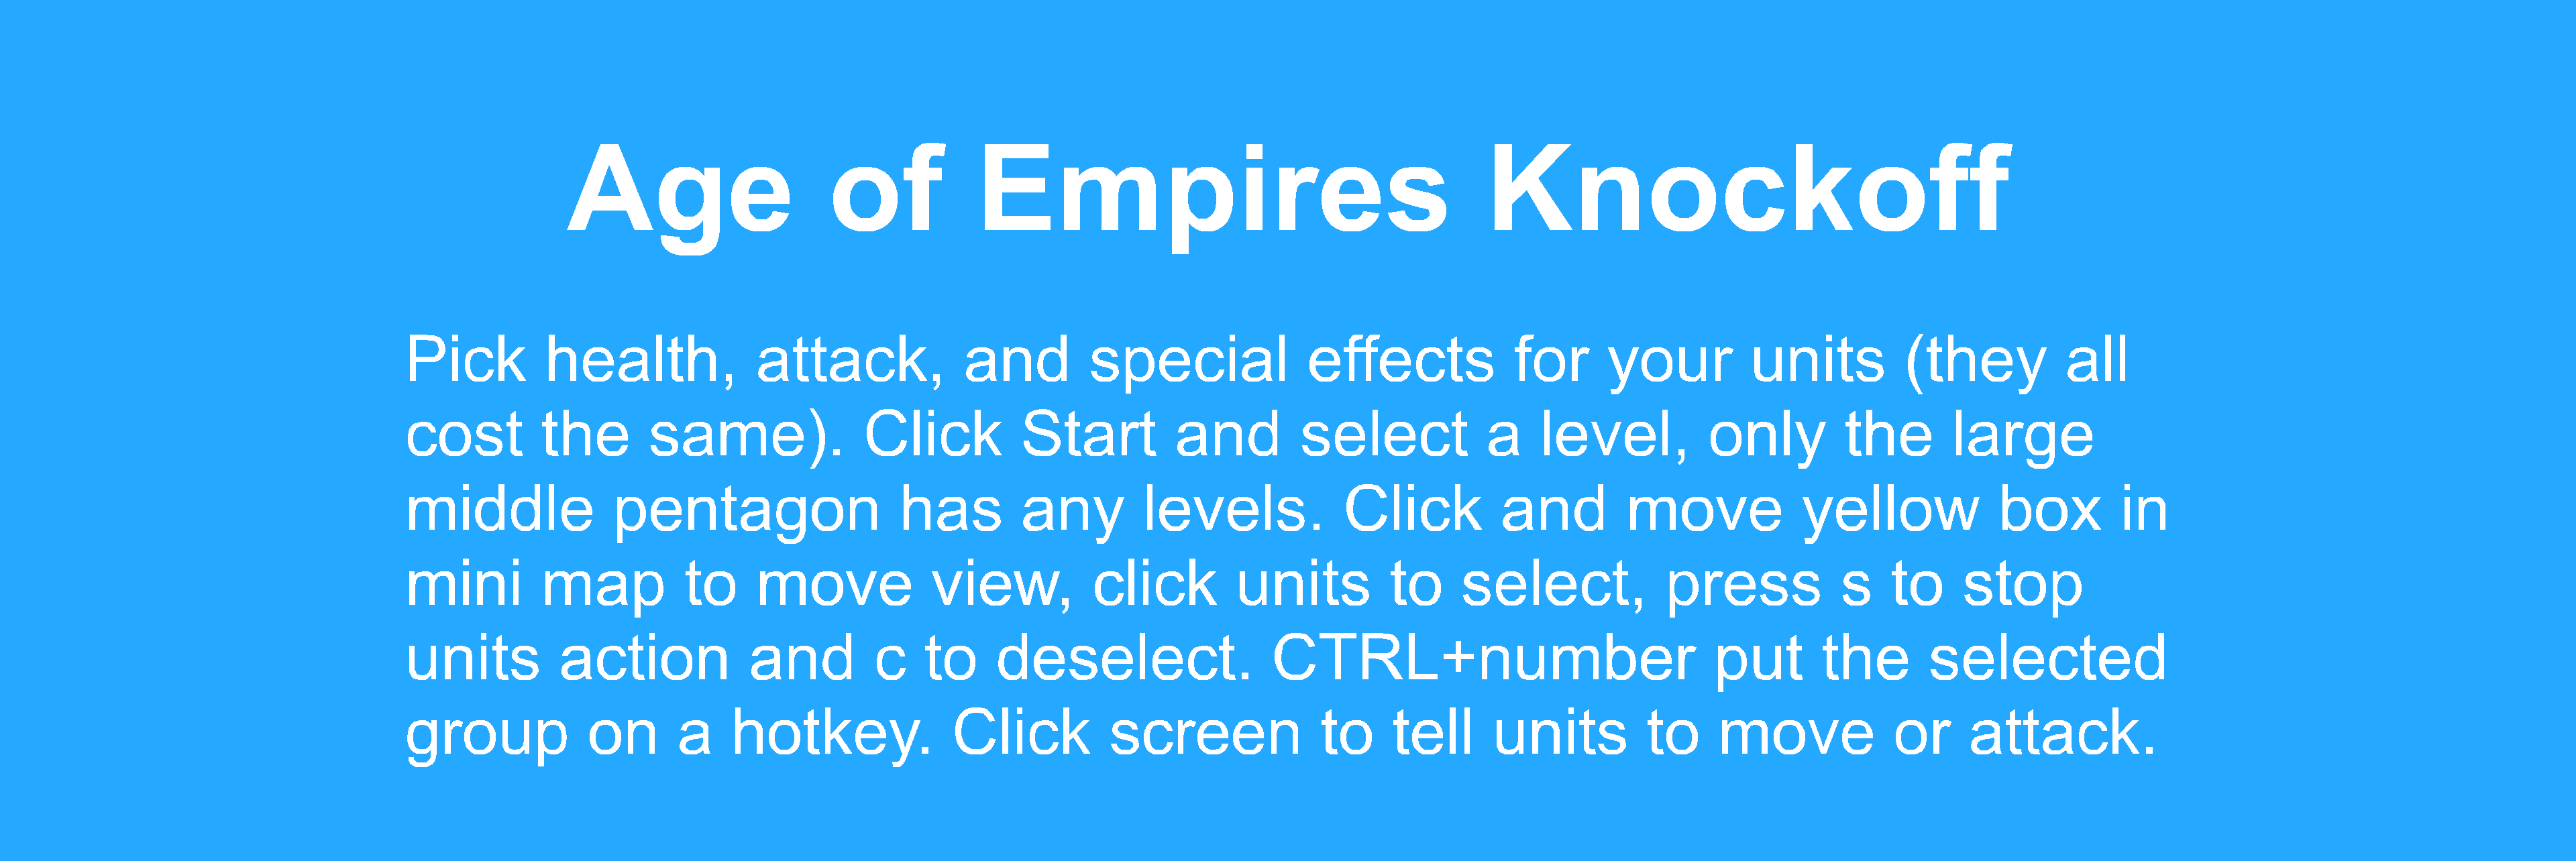 Age of Empires Knockoff
Pick health, attack, and special effects for your units (they all
cost the same). Click Start and select a level, only the large
middle pentagon has any levels. Click and move yellow box in
mini map to move view, click units to select, press s to stop
units action and c to deselect. CTRL+number put the selected
group on a hotkey. Click screen to tell units to move or attack.